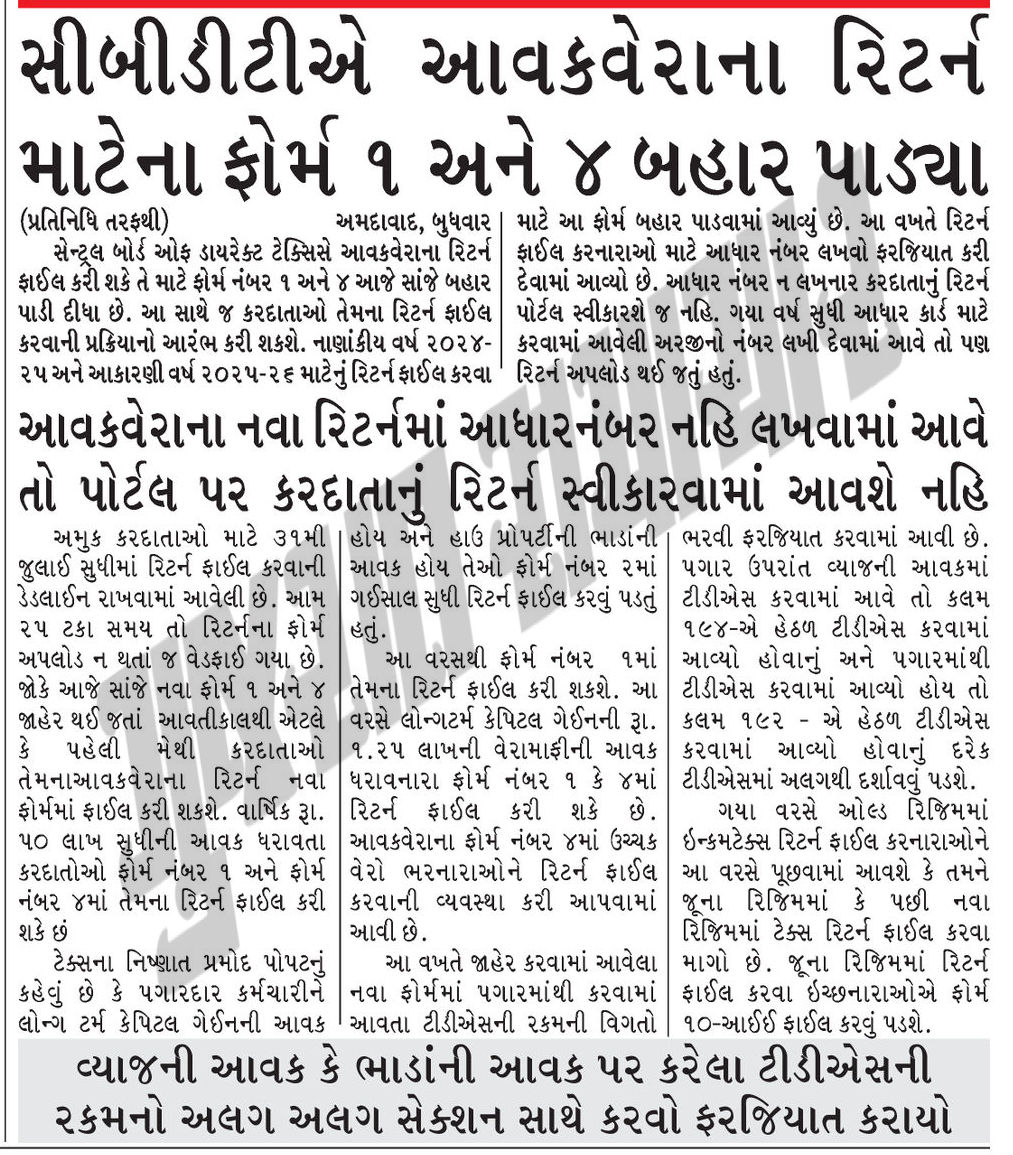 સીબીડીટીએ આવકવેરાના રિટર્ન
માટેના ફોર્મ ૧ અને ૪ બહાર પાડ્યા
(પ્રતિનિધિ તરફથી) અમદાવાદ, બુધવાર
સેન્ટ્રલ બોર્ડ ઓફ ડાયરેક્ટ ટેક્સિસે આવકવેરાના રિટર્ન
ફાઈલ કરી શકે તે માટે ફોર્મ નંબર ૧ અને ૪ આજે સાંજે બહાર
પાડી દીધા છે. આ સાથે જ કરદાતાઓ તેમના રિટર્ન ફાઈલ
કરવાની પ્રક્રિયાનો આરંભ કરી શકશે. નાણાંકીય વર્ષ ૨૦૨૪-
૨૫ અને આકારણી વર્ષ ૨૦૨૫-૨૬ માટેનું રિટર્ન ફાઈલ કરવા
માટે આ ફોર્મ બહાર પાડવામાં આવ્યું છે. આ વખતે રિટર્ન
ફાઈલ કરનારાઓ માટે આધાર નંબર લખવો ફરજિયાત કરી
દેવામાં આવ્યો છે. આધાર નંબર ન લખનાર કરદાતાનું રિટર્ન
પોર્ટલ સ્વીકારશે જ નહિ. ગયા વર્ષ સુધી આધાર કાર્ડ માટે
કરવામાં આવેલી અરજીનો નંબર લખી દેવામાં આવે તો પણ
રિટર્ન અપલોડ થઈ જતું હતું.
આવકવેરાના નવા રિટર્નમાં આધારનંબર નહિ લખવામાં આવે
તો પોર્ટલ પર કરદાતાનું રિટર્ન સ્વીકારવામાં આવશે નહિ
અમુક કરદાતાઓ માટે ૩૧મી
જુલાઈ સુધીમાં રિટર્ન ફાઈલ કરવાની
ડેડલાઈન રાખવામાં આવેલી છે. આમ
૨૫ ટકા સમય તો રિટર્નના ફોર્મ
અપલોડ ન થતાં જ વેડફાઈ ગયા છે.
જોકે આજે સાંજે નવા ફોર્મ ૧ અને ૪
જાહેર થઈ જતાં આવતીકાલથી એટલે
કે પહેલી મેથી કરદાતાઓ
તેમનાઆવકવેરાના રિટર્ન નવા
ફોર્મમાં ફાઈલ કરી શકશે. વાર્ષિક રૂા.
૫૦ લાખ સુધીની આવક ધરાવતા
કરદાતોઓ ફોર્મ નંબર ૧ અને ફોર્મ
નંબર ૪માં તેમના રિટર્ન ફાઈલ કરી
શકે છં
ટેક્સના નિષ્ણાત પ્રમોદ પોપટનું
કહેવું છે કે પગારદાર કર્મચારીને
લોન્ગ ટર્મ કેપિટલ ગેઈનની આવક
હોય અને હાઉ પ્રોપર્ટીની ભાડાંની
આવક હોય તેઓ ફોર્મ નંબર ૨માં
ગઈસાલ સુધી રિટર્ન ફાઈલ કરવું પડતું
હતું.
આ વરસથી ફોર્મ નંબર ૧માં
તેમના રિટર્ન ફાઈલ કરી શકશે. આ
વરસે લોન્ગટર્મ કેપિટલ ગેઈનની રૂા.
૧.૨૫ લાખની વેરામાફીની આવક
ધરાવનારા ફોર્મ નંબર ૧ કે ૪માં
રિટર્ન ફાઈલ કરી શકે છે.
આવકવેરાના ફોર્મ નંબર ૪માં ઉચ્ચક
વેરો ભરનારાઓને રિટર્ન ફાઈલ
કરવાની વ્યવસ્થા કરી આપવામાં
આવી છે.
આ વખતે જાહેર કરવામાં આવેલા
નવા ફોર્મમાં પગારમાંથી કરવામાં
આવતા ટીડીએસની રકમની વિગતો
ભરવી ફરજિયાત કરવામાં આવી છે.
પગાર ઉપરાંત વ્યાજની આવકમાં
ટીડીએસ કરવામાં આવે તો કલમ
૧૯૪-એ હેઠળ ટીડીએસ કરવામાં
આવ્યો હોવાનું અને પગારમાંથી
ટીડીએસ કરવામાં આવ્યો હોય તો
કલમ ૧૯૨ - એ હેઠળ ટીડીએસ
કરવામાં આવ્યો હોવાનું દરેક
ટીડીએસમાં અલગથી દર્શાવવું પડશે.
ગયા વરસે ઓલ્ડ રિજિમમાં
ઇન્કમટેક્સ રિટર્ન ફાઈલ કરનારાઓને
આ વરસે પૂછવામાં આવશે કે તમને
જૂના રિજિમમાં કે પછી નવા
રિજિમમાં ટેક્સ રિટર્ન ફાઈલ કરવા
માગો છે. જૂના રિજિમમાં રિટર્ન
ફાઈલ કરવા ઇચ્છનારાઓએ ફોર્મ
૧૦-આઈઈ ફાઈલ કરવું પડશે.
વ્યાજની આવક કે ભાડાંની આવક પર કરેલા ટીડીએસની
રકમનો અલગ અલગ સેક્શન સાથે કરવો ફરજિયાત કરાયો
ગુજરાત સમાચાર